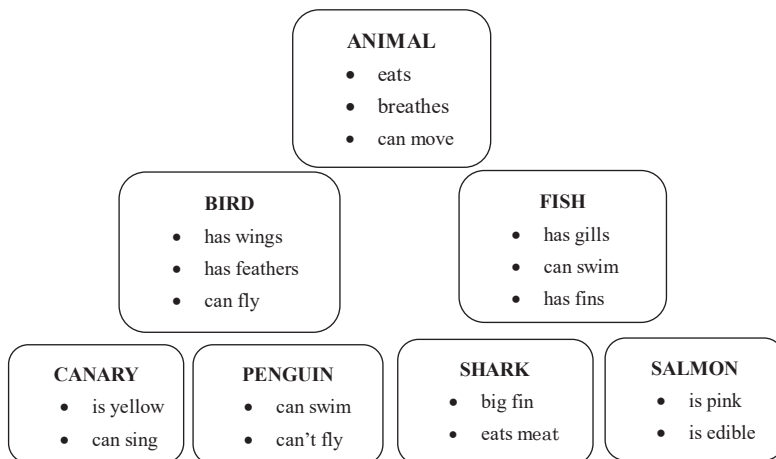 ANIMAL
• eats
• breathes
• can move
BIRD
• has wings
• has feathers
• can fly
FISH
• has gills
• can swim
• has fins
CANARY
• is yellow
• can sing
PENGUIN
• can swim
• can’t fly
SHARK
• big fin
• eats meat
SALMON
• is pink
• is edible